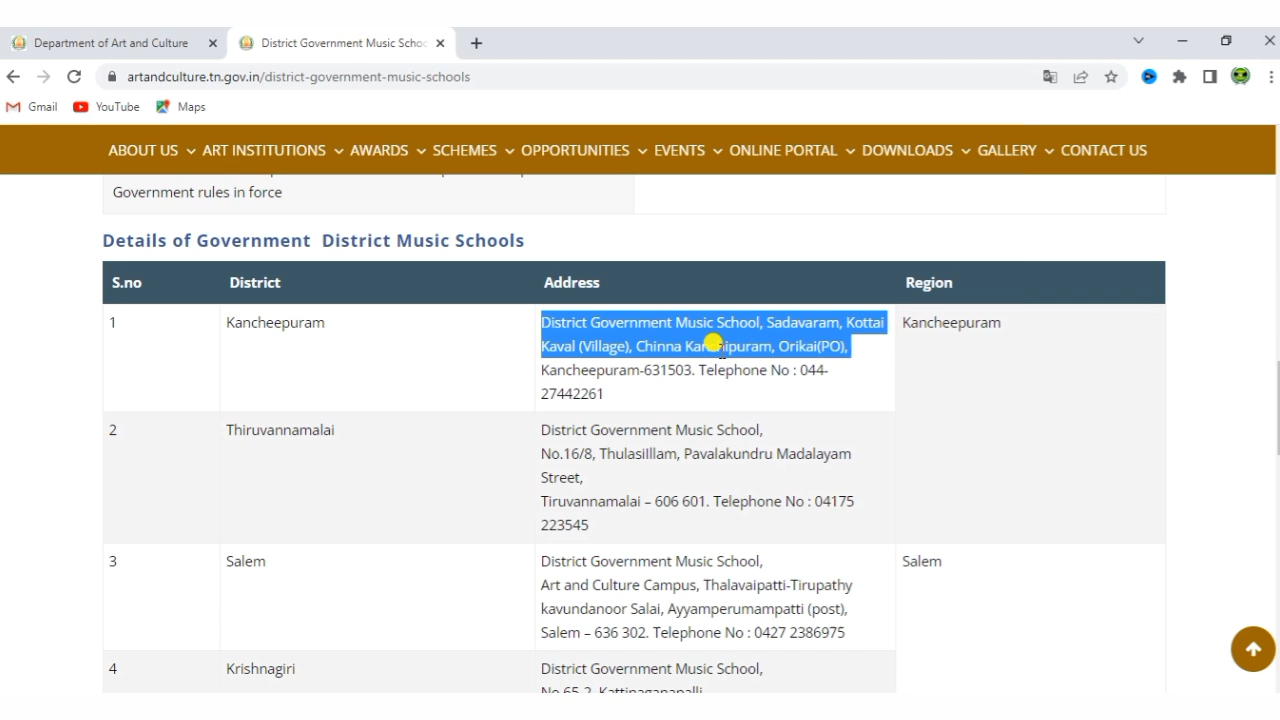 Department of Art and Culture
District Government Music Schoo
artandculture.tn.gov.in/district-government-music-schools
Gmail YouTube Maps
ABOUT US ART INSTITUTIONS AWARDS SCHEMES OPPORTUNITIES EVENTS ONLINE PORTAL DOWNLOADS GALLERY CONTACT US
Government rules in force
Details of Government District Music Schools
S.no District Address Region
1 Kancheepuram District Government Music School, Sadavaram, Kottai Kancheepuram
Kaval (Village), Chinna Kanchipuram, Orikai(PO),
Kancheepuram-631503. Telephone No : 044-
27442261
2 Thiruvannamalai District Government Music School,
No.16/8, ThulasiIllam, Pavalakundru Madalayam
Street,
Tiruvannamalai – 606 601. Telephone No : 04175
223545
3 Salem District Government Music School, Salem
Art and Culture Campus, Thalavaipatti-Tirupathy
kavundanoor Salai, Ayyamperumampatti (post),
Salem – 636 302. Telephone No : 0427 2386975
4 Krishnagiri District Government Music School,
No.65-2, Kattinaganapalli